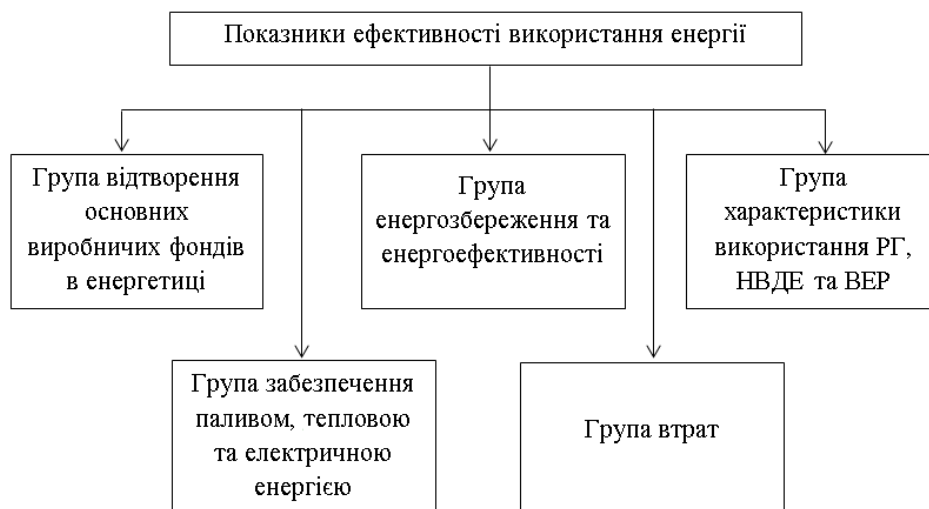 Показники ефективності використання енергії
Група відтворення
основних
виробничих фондів
в енергетиці
Група
енергозбереження та
енергоефективності
Група
характеристики
використання РГ,
НВДЕ та ВЕР
Група забезпечення
паливом, тепловою
та електричною
енергією
Група втрат